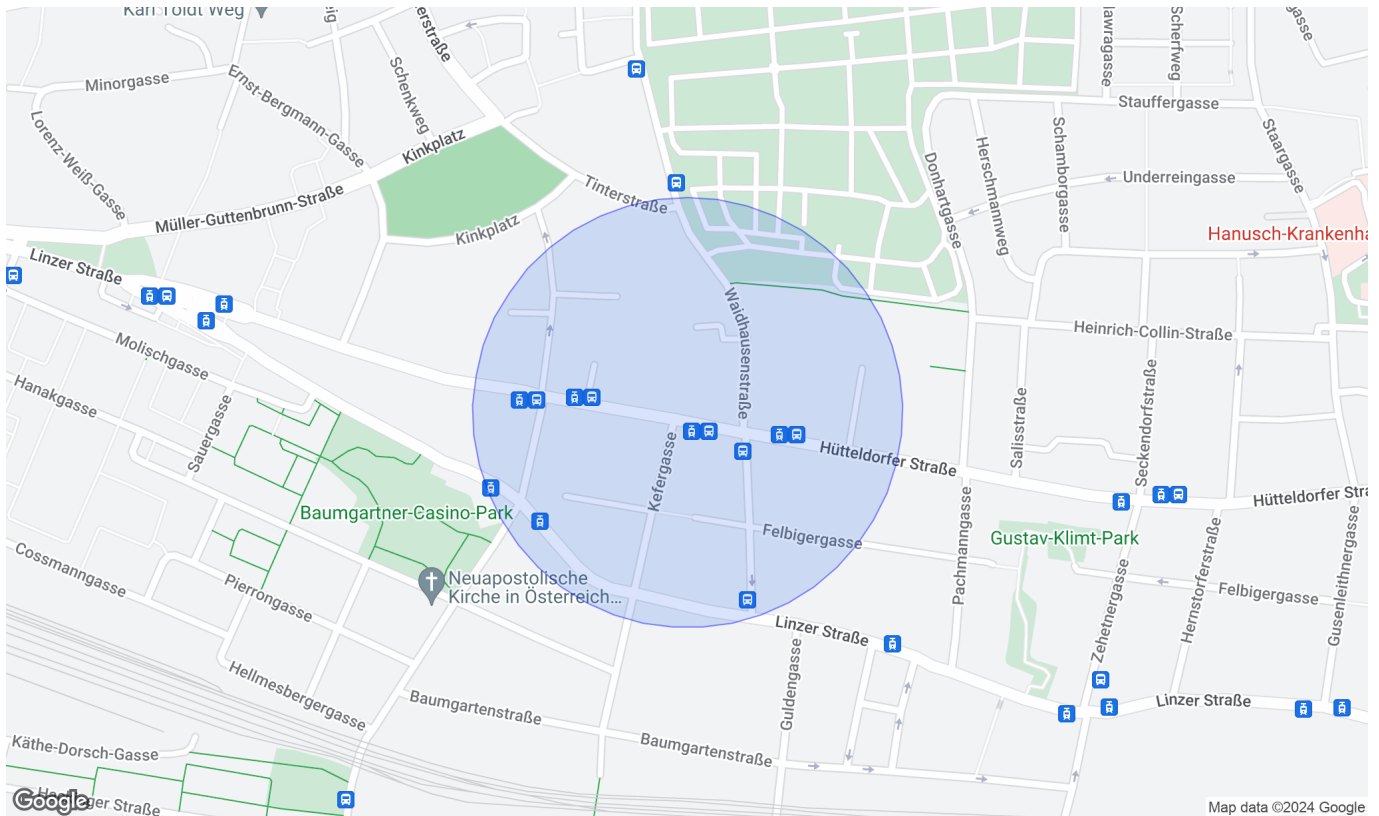 Karl Toldt Weg
Minorgasse
Ernst-Bergmann-Gasse
Schenkweg
Lorenz-Weiß-Gasse
Kinkplatz
Müller-Guttenbrunn-Straße
Tinterstraße
Kinkplatz
Scherfweg
Stauffergasse
Staargasse
Schamborgasse
Herschmannweg
Donhartgasse
Underreingasse
Hanusch-Krankenha
Linzer Straße
Waidhausenstraße
Heinrich-Collin-Straße
Molischgasse
Hanakgasse
Sauergasse
Salisstraße
Seckendorfstraße
Hütteldorfer Straße
Kefergasse
Hütteldorfer Stra
Baumgartner-Casino-Park
Felbigergasse
Pachmanngasse
Gustav-Klimt-Park
Cossmanngasse
Pierrongasse
Neuapostolische
Kirche in Österreich...
Felbigergasse
Zehetnergasse
Hernstorferstraße
Gusenleithnergasse
Linzer Straße
Guldengasse
Hellmesbergergasse
Baumgartenstraße
Linzer Straße
Baumgartenstraße
Käthe-Dorsch-Gasse
Google
Map data ©2024 Google